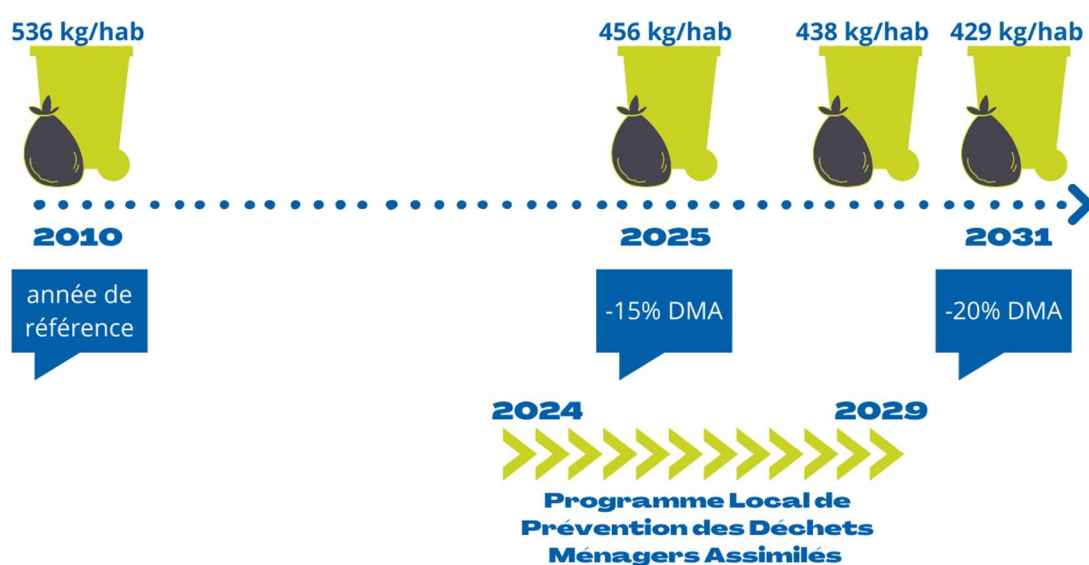 536 kg/hab
456 kg/hab
438 kg/hab
429 kg/hab
2010
2025
2031
année de
référence
-15% DMA
-20% DMA
2024
2029
Programme Local de
Prévention des Déchets
Ménagers Assimilés